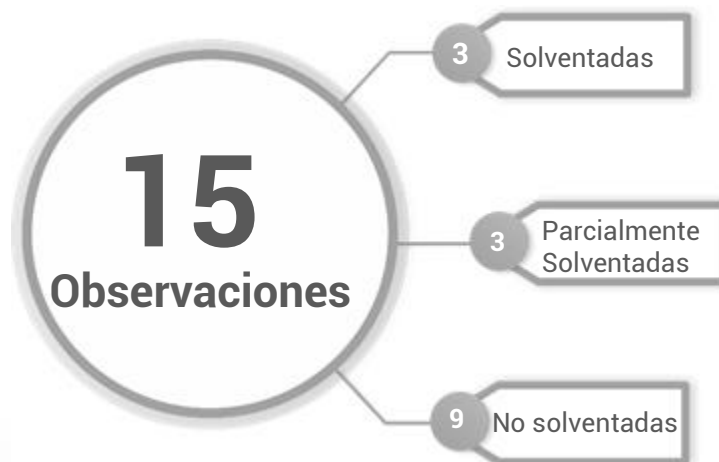 15
Observaciones
3
Solventadas
3
Parcialmente
Solventadas
9
No solventadas